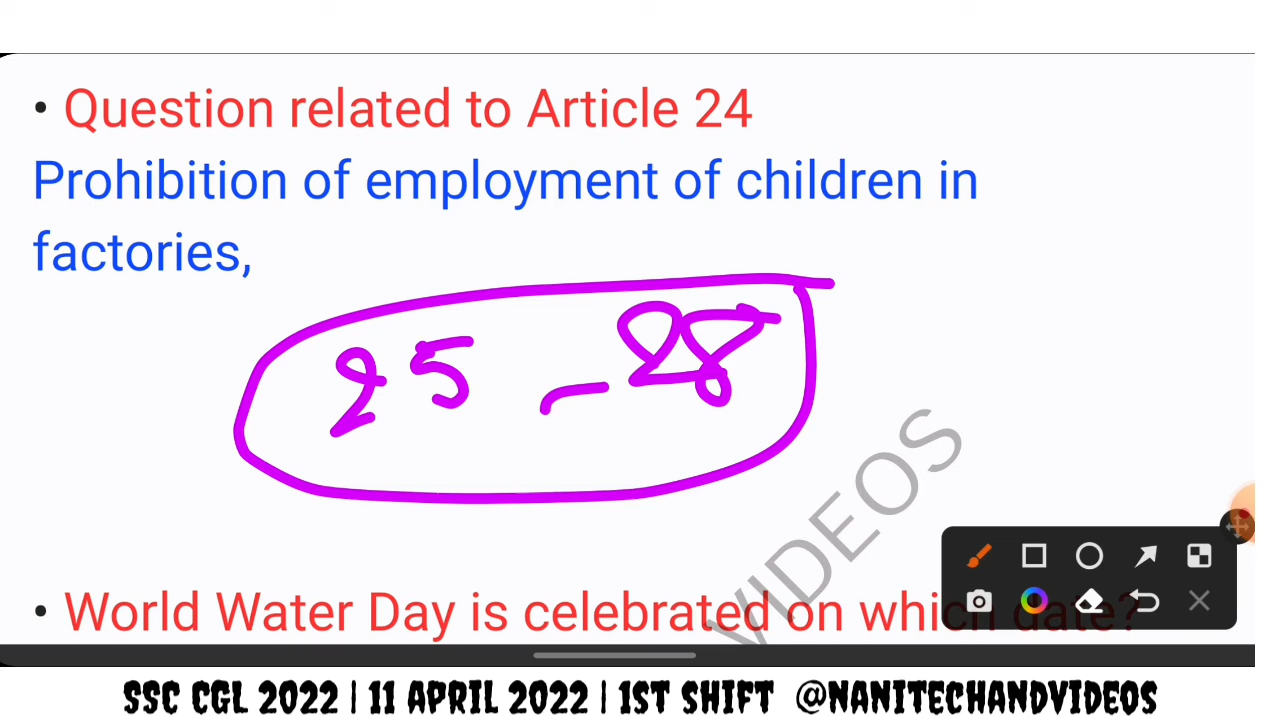 • Question related to Article 24
Prohibition of employment of children in
factories,
25 - 28
VIDEOS
• World Water Day is celebrated on which date?
SSC CGL 2022 | 11 APRIL 2022 | 1ST SHIFT @NANITECHANDVIDEOS